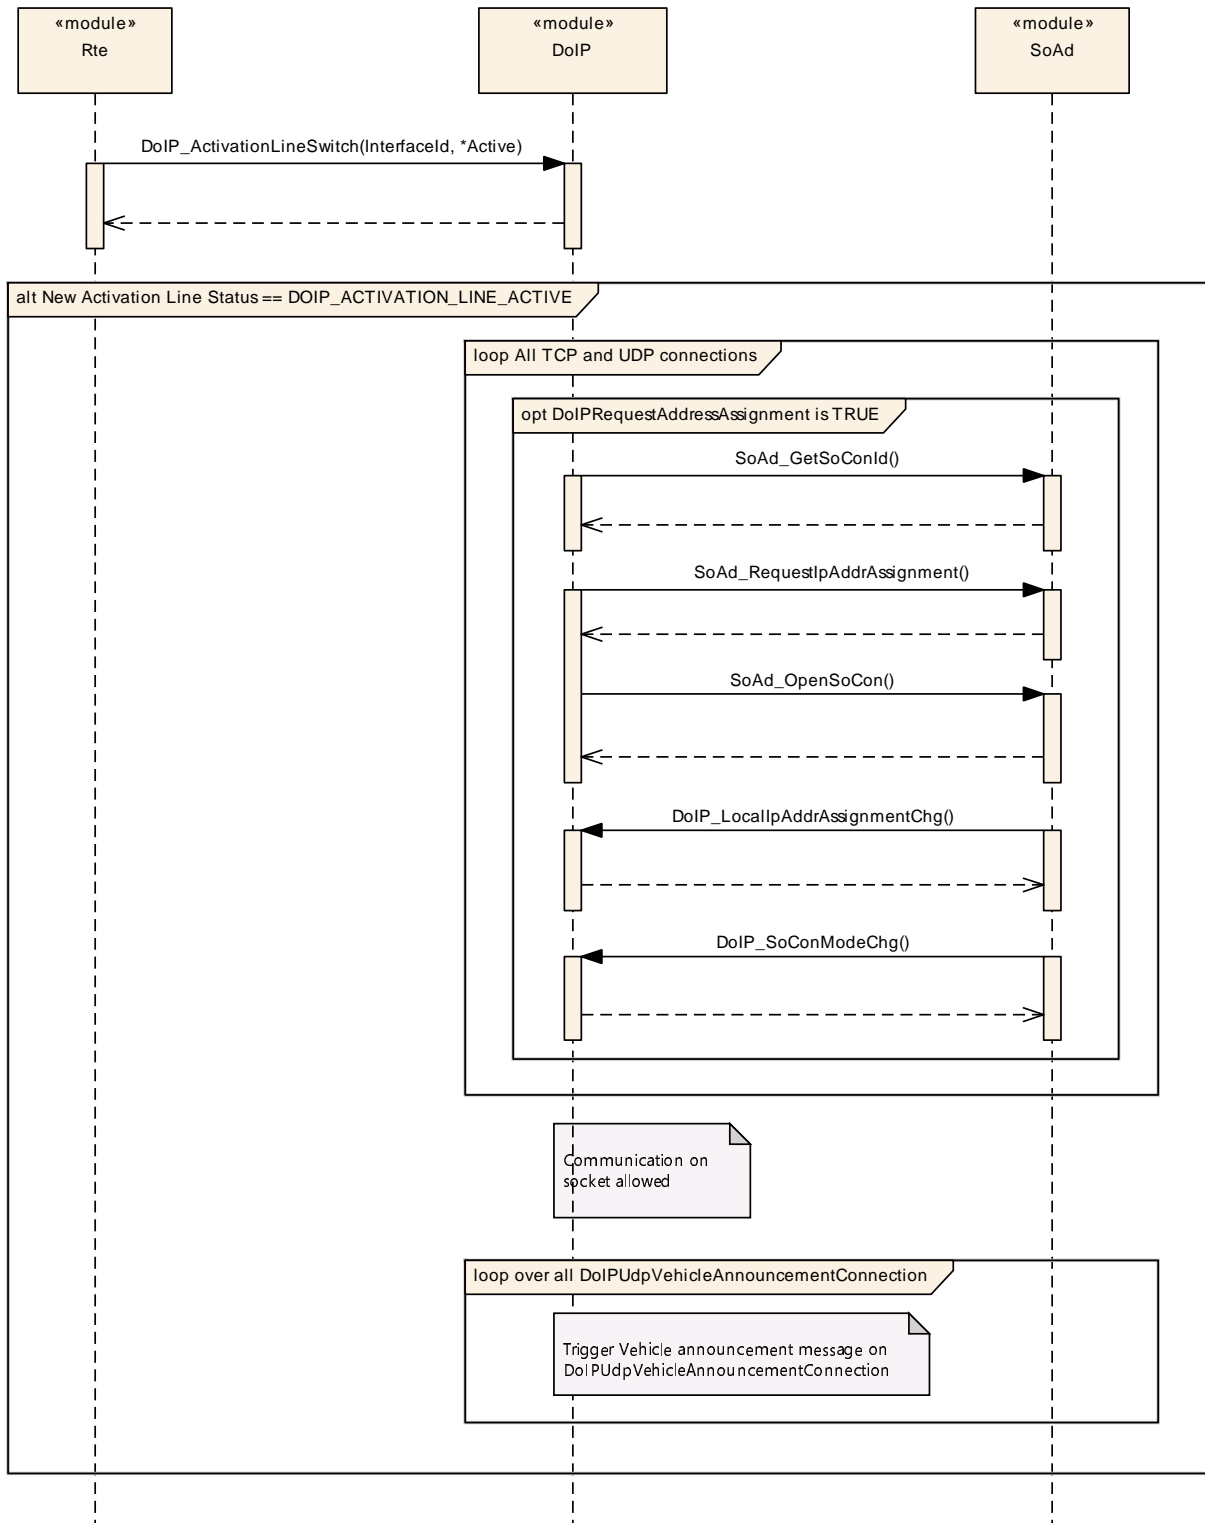 «module»
Rte
«module»
DoIP
«module»
SoAd
DoIP_ActivationLineSwitch(InterfaceId, *Active)
alt New Activation Line Status == DOIP_ACTIVATION_LINE_ACTIVE
loop All TCP and UDP connections
opt DoIPRequestAddressAssignment is TRUE
SoAd_GetSoConId()
SoAd_RequestIpAddrAssignment()
SoAd_OpenSoCon()
DoIP_LocalIpAddrAssignmentChg()
DoIP_SoConModeChg()
Communication on
socket allowed
loop over all DoIPUdpVehicleAnnouncementConnection
Trigger Vehicle announcement message on
DoIPUdpVehicleAnnouncementConnection